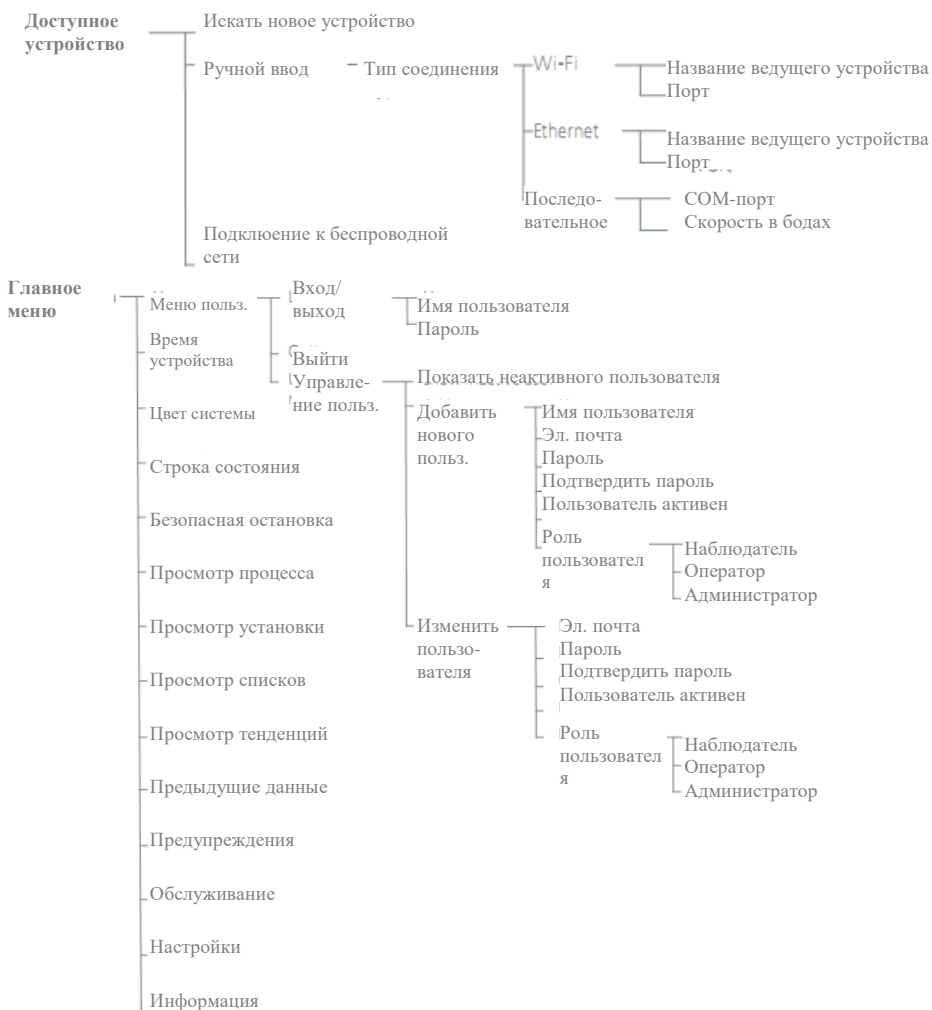 Доступное
устройство
Искать новое устройство
Ручной ввод
Тип соединения
Wi-Fi
Название ведущего устройства
Порт
Ethernet
Название ведущего устройства
Порт
Последо-
вательное
COM-порт
Скорость в бодах
Подклюение к беспроводной
сети
Главное
меню
Меню польз.
Вход/
выход
Имя пользователя
Пароль
Время
устройства
Выйти
Управле-
ние польз.
Показать неактивного пользователя
Добавить
нового
польз.
Имя пользователя
Эл. почта
Пароль
Подтвердить пароль
Пользователь активен
Роль
пользовател
я
Наблюдатель
Оператор
Администратор
Цвет системы
Строка состояния
Безопасная остановка
Просмотр процесса
Просмотр установки
Изменить
пользо-
вателя
Эл. почта
Пароль
Подтвердить пароль
Пользователь активен
Роль
пользовател
я
Наблюдатель
Оператор
Администратор
Просмотр списков
Просмотр тенденций
Предыдущие данные
Предупреждения
Обслуживание
Настройки
Информация